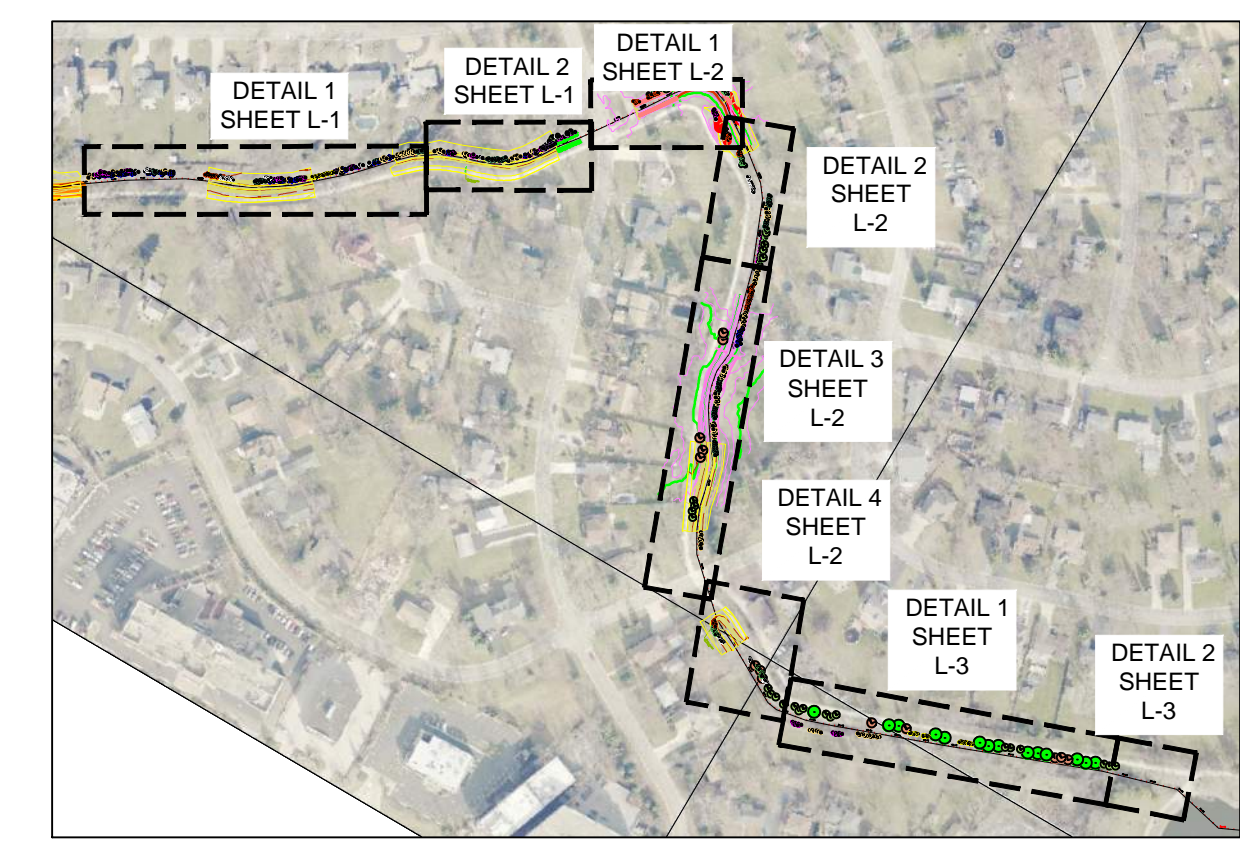 DETAIL 1
SHEET L-1
DETAIL 2
SHEET L-1
DETAIL 1
SHEET L-2
DETAIL 2
SHEET
L-2
DETAIL 3
SHEET
L-2
DETAIL 4
SHEET
L-2
DETAIL 1
SHEET
L-3
DETAIL 2
SHEET
L-3